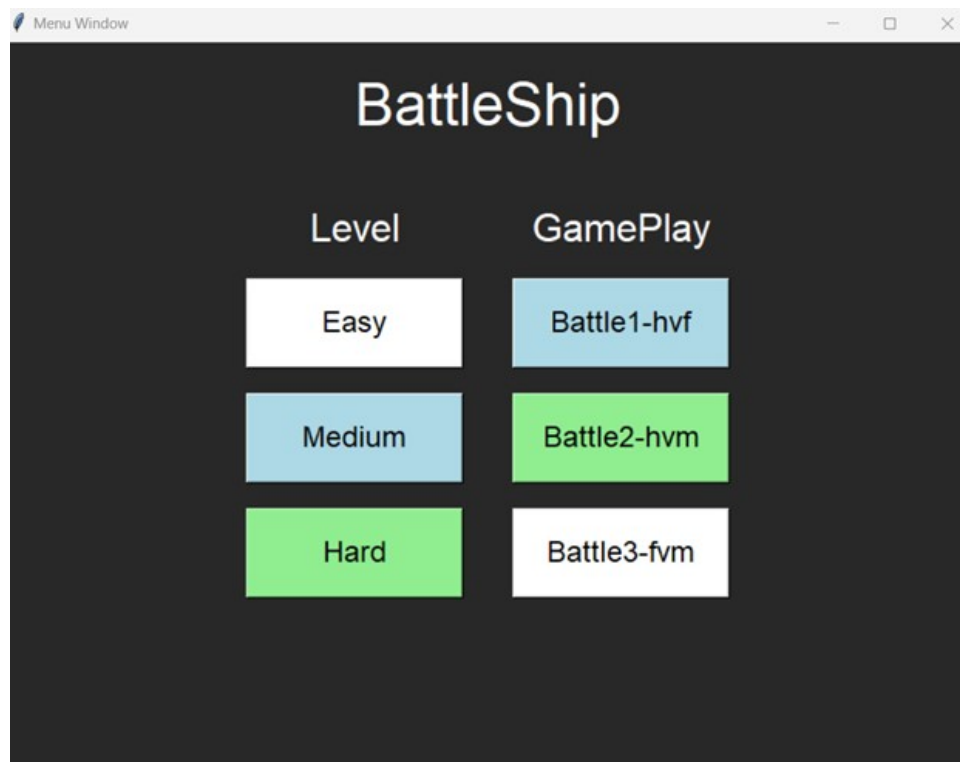 Menu Window
BattleShip
Level GamePlay
Easy Battle1-hvf
Medium Battle2-hvm
Hard Battle3-fvm